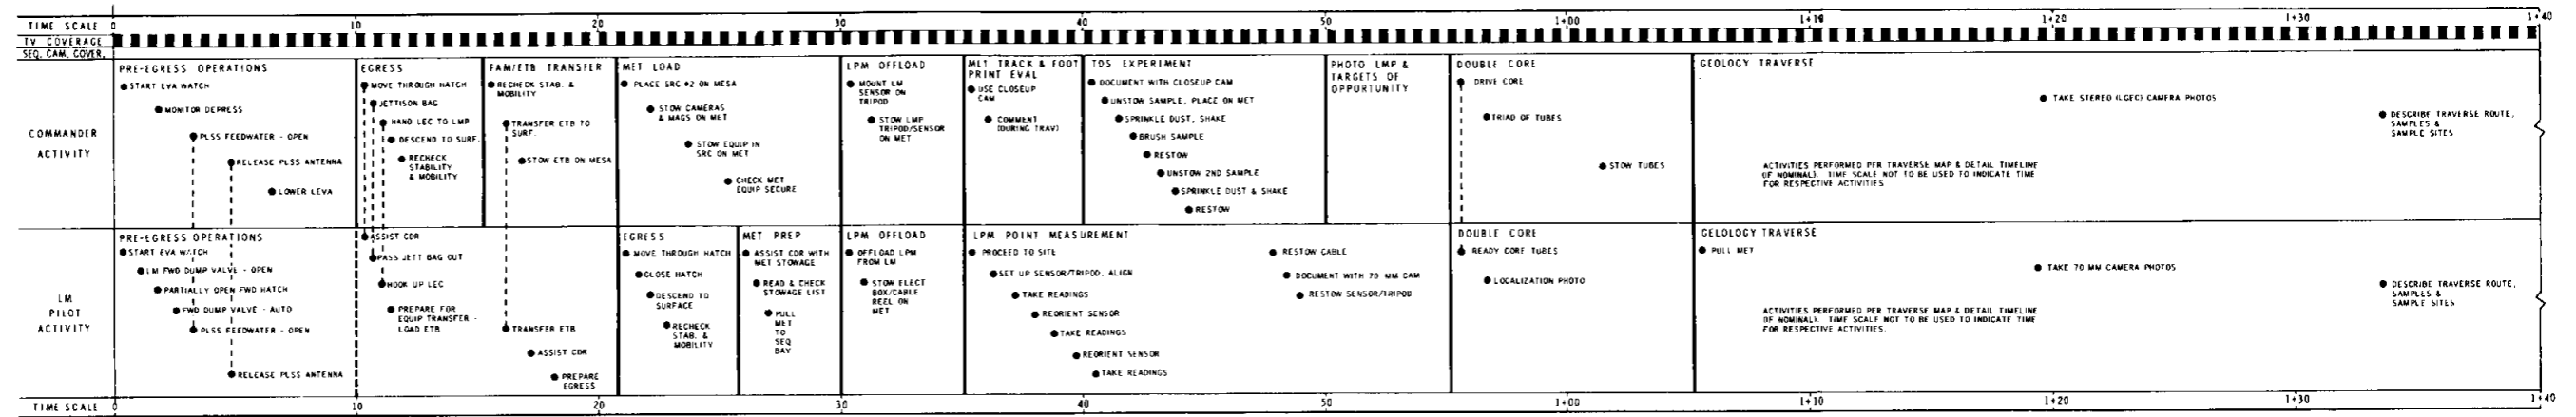 TIME SCALE 0 10 20 30 40 50 1+00 1+10 1+20 1+30 1+40
TV COVERAGE
SEQ. CAM. COVER.
COMMANDER
ACTIVITY
PRE-EGRESS OPERATIONS
START EVA WATCH
MONITOR DEPRESS
PLSS FEEDWATER - OPEN
RELEASE PLSS ANTENNA
LOWER LEVA
EGRESS
MOVE THROUGH HATCH
JETTISON BAG
HAND LEC TO LMP
DESCEND TO SURF.
RECHECK
STABILITY
& MOBILITY
FAM/ETB TRANSFER
RECHECK STAB. &
MOBILITY
TRANSFER ETB TO
SURF.
STOW ETB ON MESA
MET LOAD
PLACE SRC #2 ON MESA
STOW CAMERAS
& MAGS ON MET
STOW EQUIP IN
SRC ON MET
CHECK MET
EQUIP SECURE
LPM OFFLOAD
MOUNT LM
SENSOR ON
TRIPOD
STOW LMP
TRIPOD/SENSOR
ON MET
MET TRACK & FOOT
PRINT EVAL
USE CLOSEUP
CAM
COMMENT
(DURING TRAV)
TDS EXPERIMENT
DOCUMENT WITH CLOSEUP CAM
UNSTOW SAMPLE, PLACE ON MET
SPRINKLE DUST, SHAKE
BRUSH SAMPLE
RESTOW
UNSTOW 2ND SAMPLE
SPRINKLE DUST & SHAKE
RESTOW
PHOTO LMP &
TARGETS OF
OPPORTUNITY
DOUBLE CORE
DRIVE CORE
TRIAD OF TUBES
STOW TUBES
GEOLOGY TRAVERSE
TAKE STEREO (LGEC) CAMERA PHOTOS
DESCRIBE TRAVERSE ROUTE,
SAMPLES &
SAMPLE SITES
ACTIVITIES PERFORMED PER TRAVERSE MAP & DETAIL TIMELINE
(IF NOMINAL). TIME SCALE NOT TO BE USED TO INDICATE TIME
FOR RESPECTIVE ACTIVITIES
LM
PILOT
ACTIVITY
PRE-EGRESS OPERATIONS
START EVA WATCH
LM FWD DUMP VALVE - OPEN
PARTIALLY OPEN FWD HATCH
FWD DUMP VALVE - AUTO
PLSS FEEDWATER - OPEN
RELEASE PLSS ANTENNA
ASSIST CDR
PASS JETT BAG OUT
HOOK UP LEC
PREPARE FOR
EQUIP TRANSFER -
LOAD ETB
TRANSFER ETB
ASSIST CDR
PREPARE
EGRESS
EGRESS
MOVE THROUGH HATCH
CLOSE HATCH
DESCEND TO
SURFACE
RECHECK
STAB. &
MOBILITY
MET PREP
ASSIST CDR WITH
MET STOWAGE
READ & CHECK
STOWAGE LIST
PULL
MET
TO
SEQ
BAY
LPM OFFLOAD
OFFLOAD LPM
FROM LM
STOW ELECT
BOX/CABLE
REEL ON
MET
LPM POINT MEASUREMENT
PROCEED TO SITE
SET UP SENSOR/TRIPOD, ALIGN
TAKE READINGS
REORIENT SENSOR
TAKE READINGS
REORIENT SENSOR
TAKE READINGS
RESTOW CABLE
DOCUMENT WITH 70 MM CAM
RESTOW SENSOR/TRIPOD
DOUBLE CORE
READY CORE TUBES
LOCALIZATION PHOTO
GEOLOGY TRAVERSE
PULL MET
TAKE 70 MM CAMERA PHOTOS
DESCRIBE TRAVERSE ROUTE,
SAMPLES &
SAMPLE SITES
ACTIVITIES PERFORMED PER TRAVERSE MAP & DETAIL TIMELINE
(IF NOMINAL). TIME SCALE NOT TO BE USED TO INDICATE TIME
FOR RESPECTIVE ACTIVITIES.
TIME SCALE 0 10 20 30 40 50 1+00 1+10 1+20 1+30 1+40